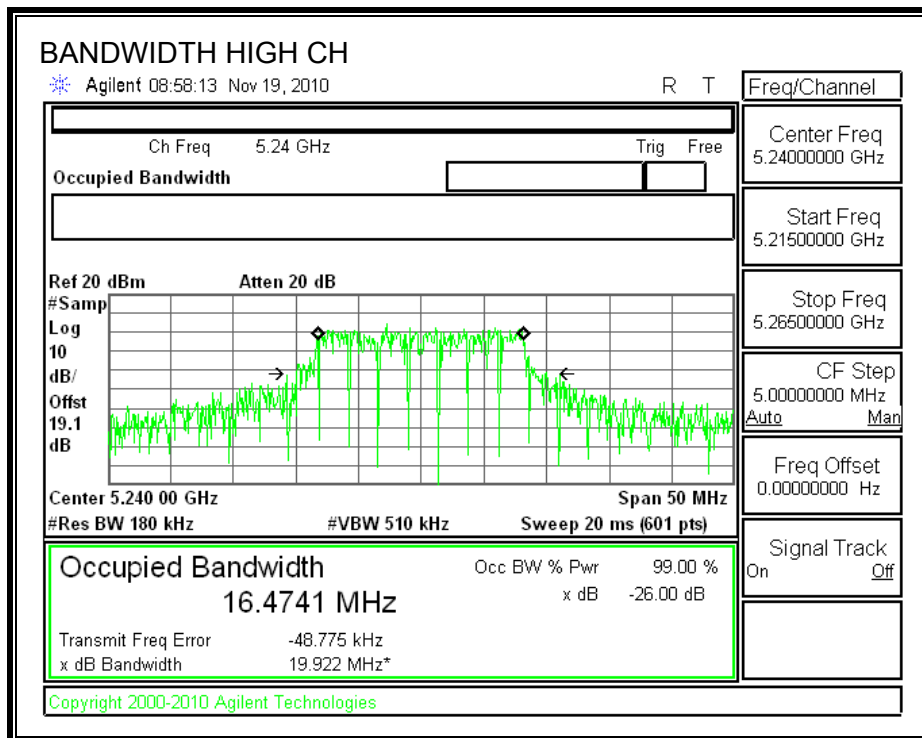 BANDWIDTH HIGH CH
Agilent 08:58:13 Nov 19, 2010 R T
Freq/Channel
Ch Freq 5.24 GHz Trig Free
Occupied Bandwidth
Center Freq
5.24000000 GHz
Start Freq
5.21500000 GHz
Stop Freq
5.26500000 GHz
CF Step
5.00000000 MHz
Auto Man
Freq Offset
0.00000000 Hz
Signal Track
On Off
Ref 20 dBm Atten 20 dB
#Samp
Log
10
dB/
Offst
19.1
dB
Center 5.240 00 GHz Span 50 MHz
#Res BW 180 kHz #VBW 510 kHz Sweep 20 ms (601 pts)
Occupied Bandwidth
16.4741 MHz
Occ BW % Pwr 99.00 %
x dB -26.00 dB
Transmit Freq Error -48.775 kHz
x dB Bandwidth 19.922 MHz*
Copyright 2000-2010 Agilent Technologies